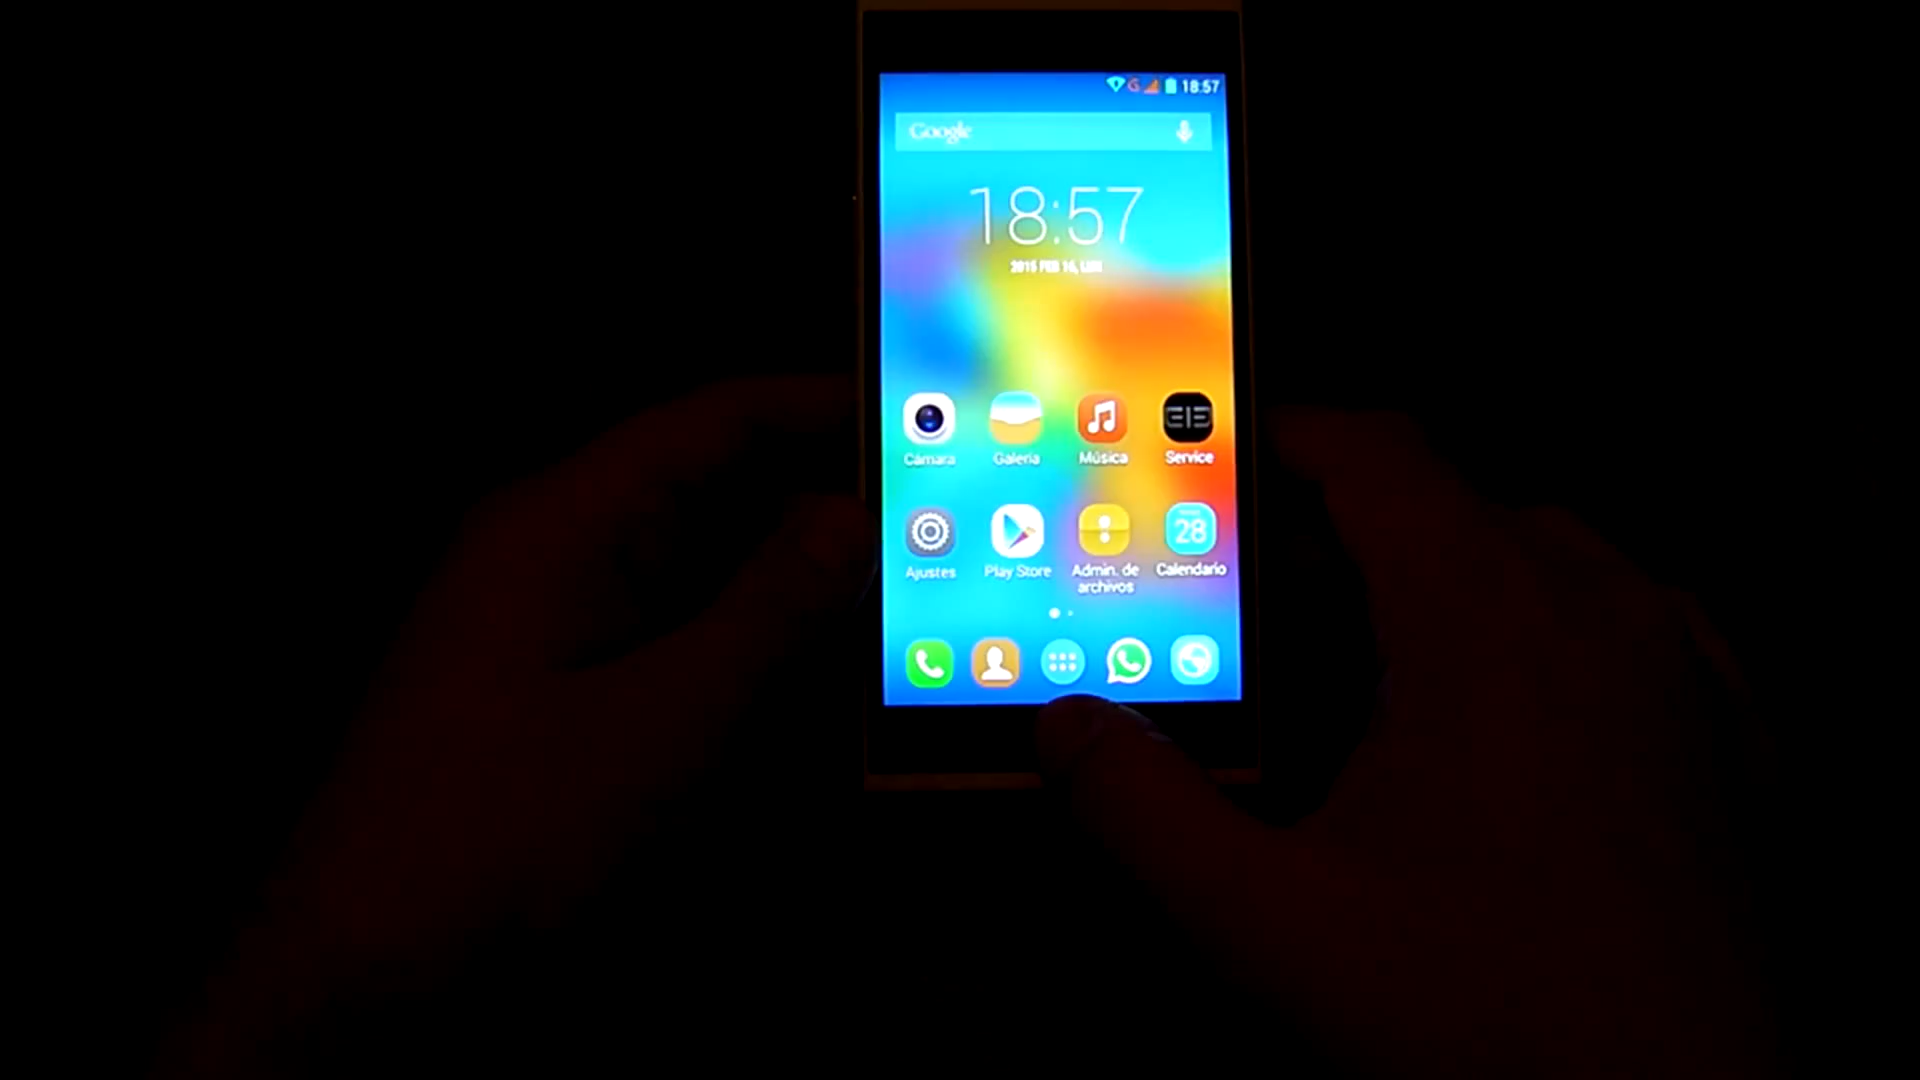 G 18:57
Google
18:57
2015 FEB 16, LUN
Cámara Galería Música Service
Ajustes Play Store Admin. de archivos Calendario
28